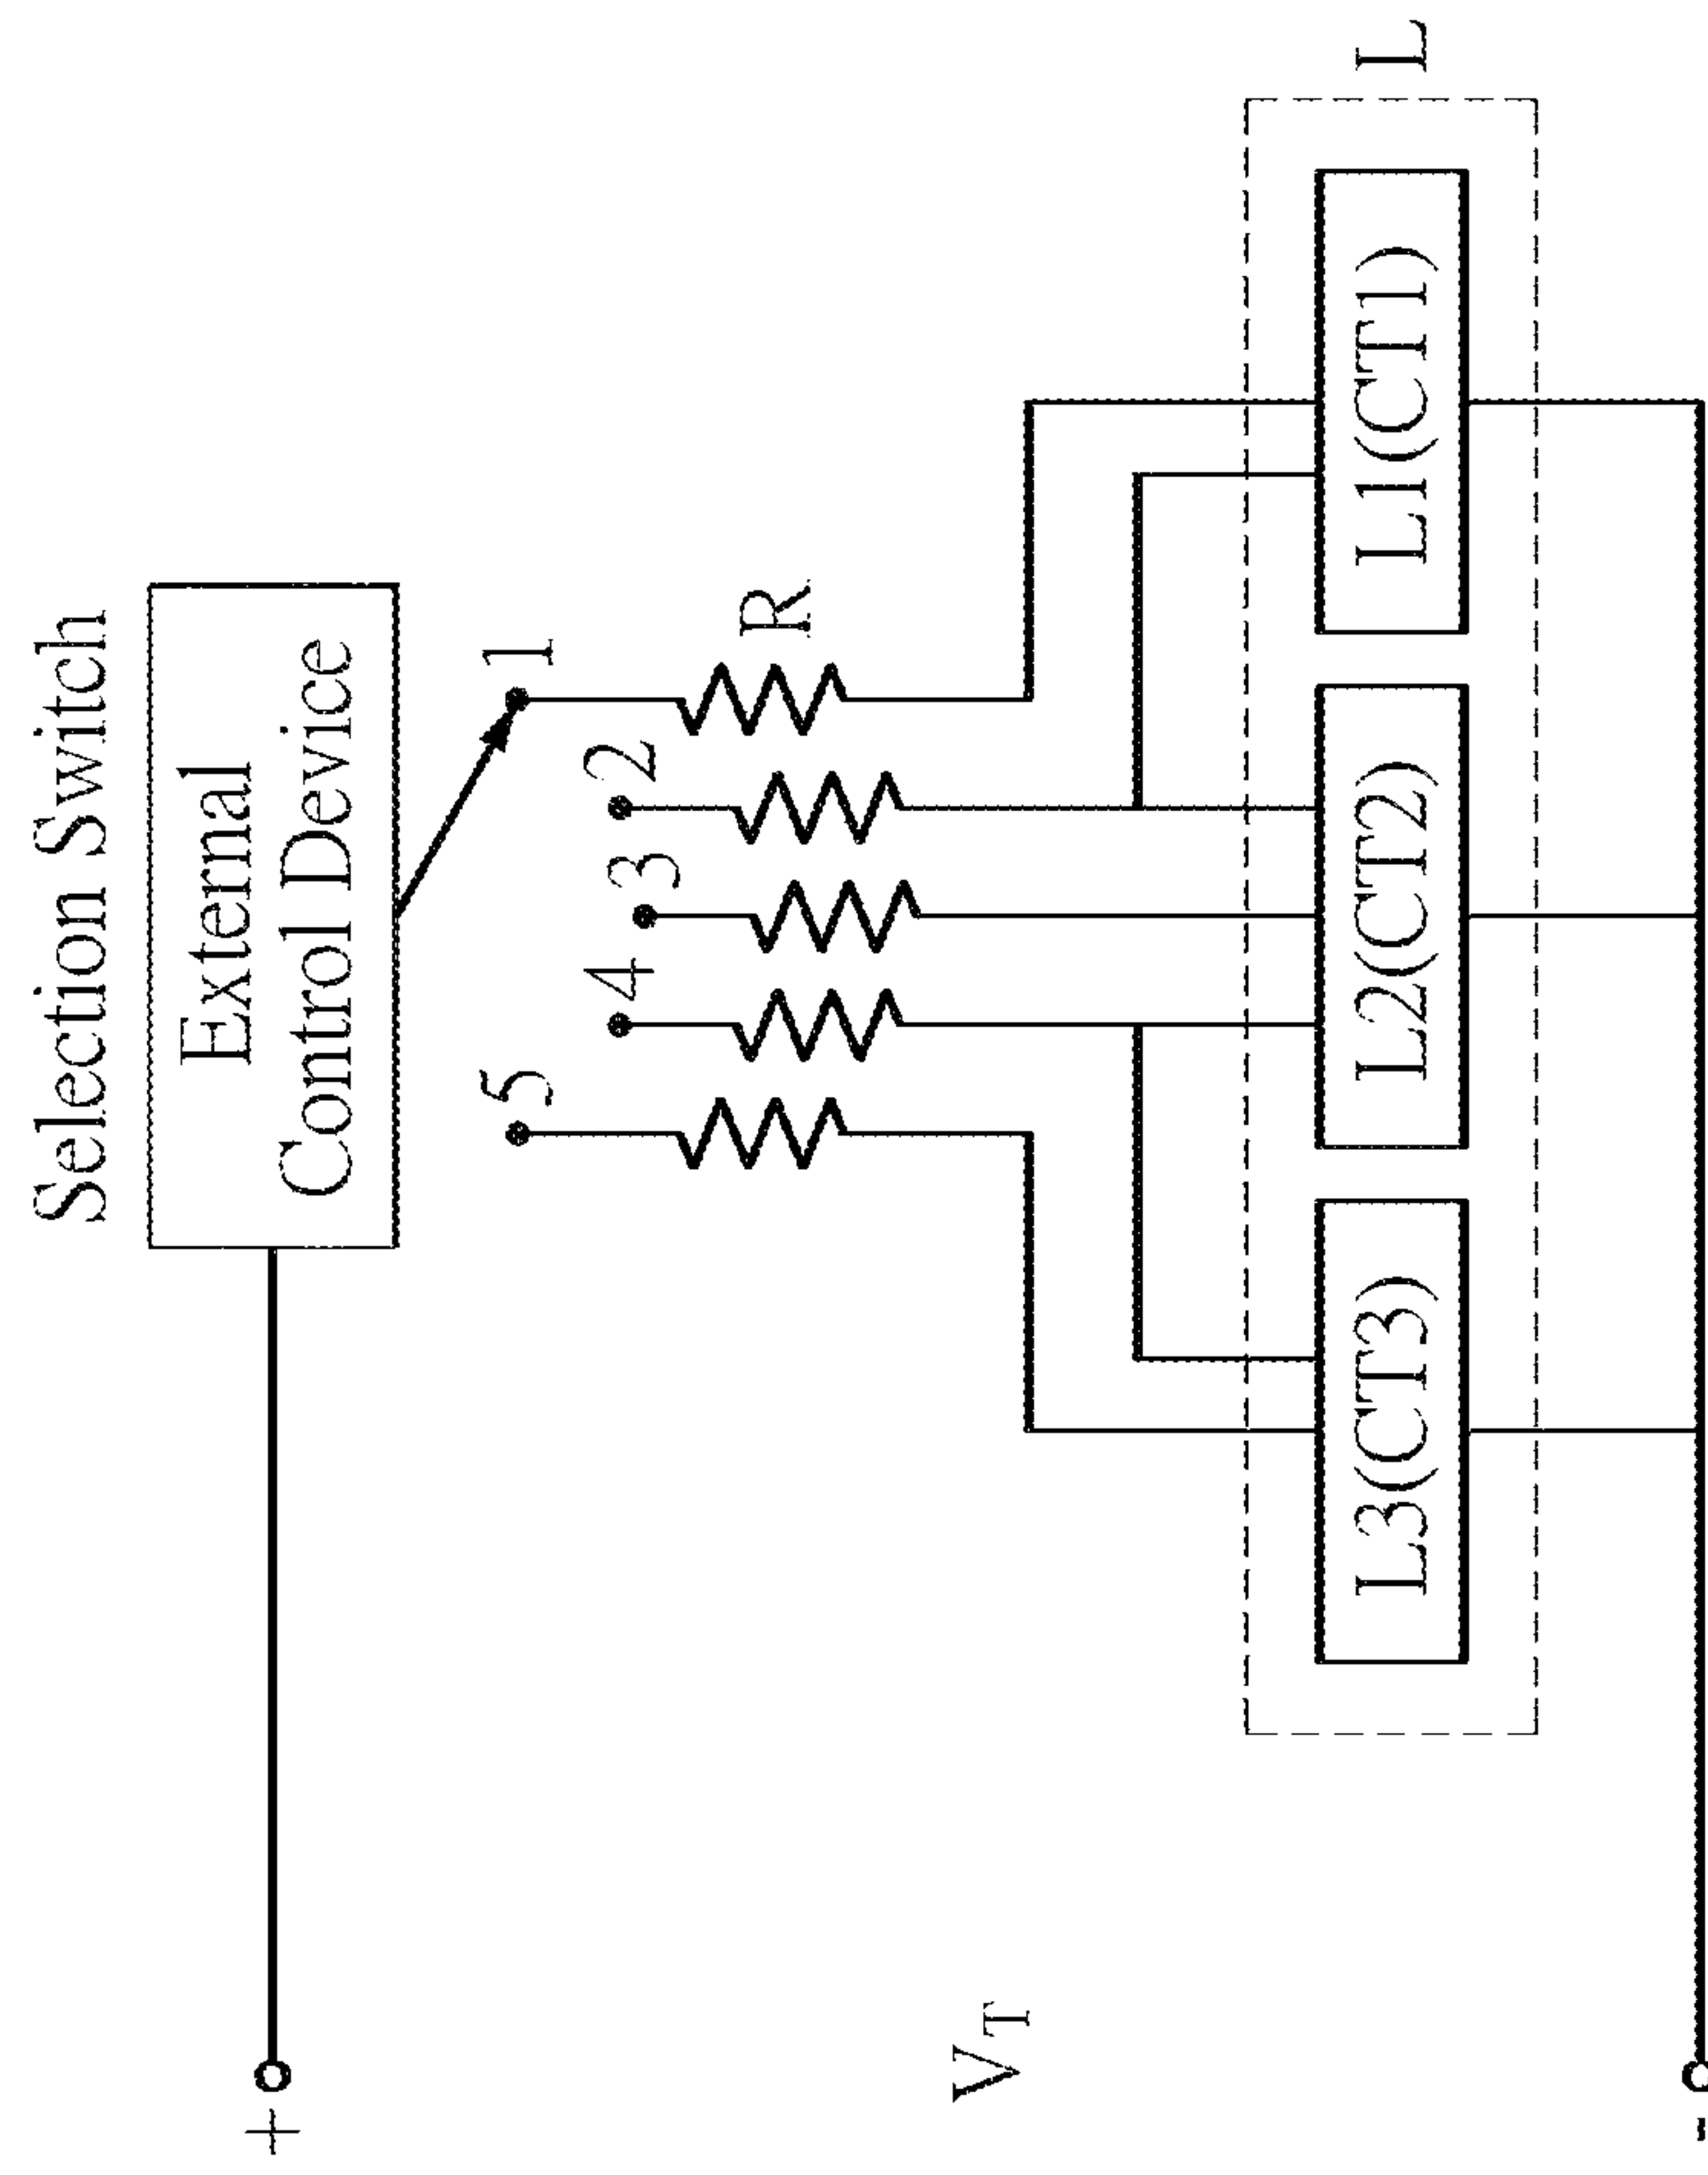 Selection Switch
External
Control Device
+
5
4
3
2
1
R
V_T
L3(CT3)
L2(CT2)
L1(CT1)
L
-